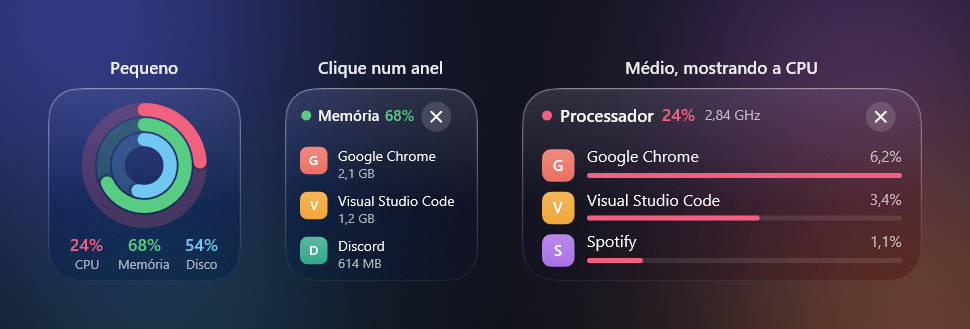 Pequeno
24% 68% 54%
CPU Memória Disco
Clique num anel
Memória 68%
G Google Chrome
2,1 GB
V Visual Studio Code
1,2 GB
D Discord
614 MB
Médio, mostrando a CPU
Processador 24% 2,84 GHz
G Google Chrome 6,2%
V Visual Studio Code 3,4%
S Spotify 1,1%